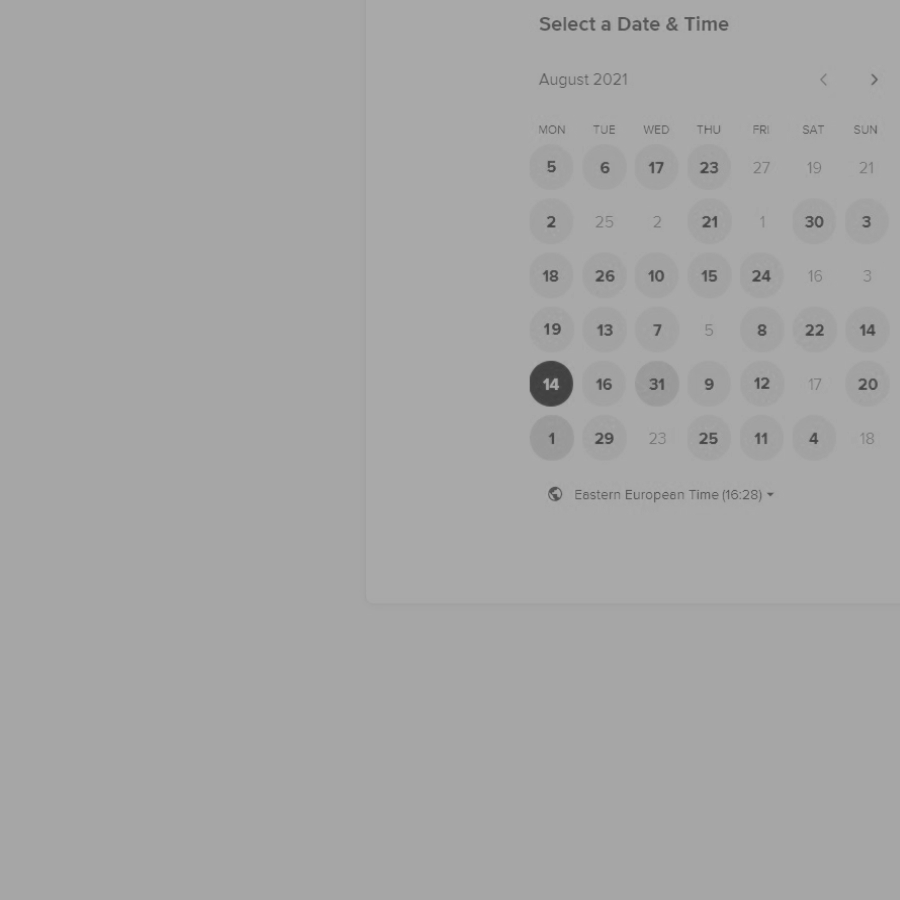 Select a Date & Time
August 2021
MON TUE WED THU FRI SAT SUN
5 6 17 23 27 19 21
2 25 2 21 1 30 3
18 26 10 15 24 16 3
19 13 7 5 8 22 14
14 16 31 9 12 17 20
1 29 23 25 11 4 18
Eastern European Time (16:28)